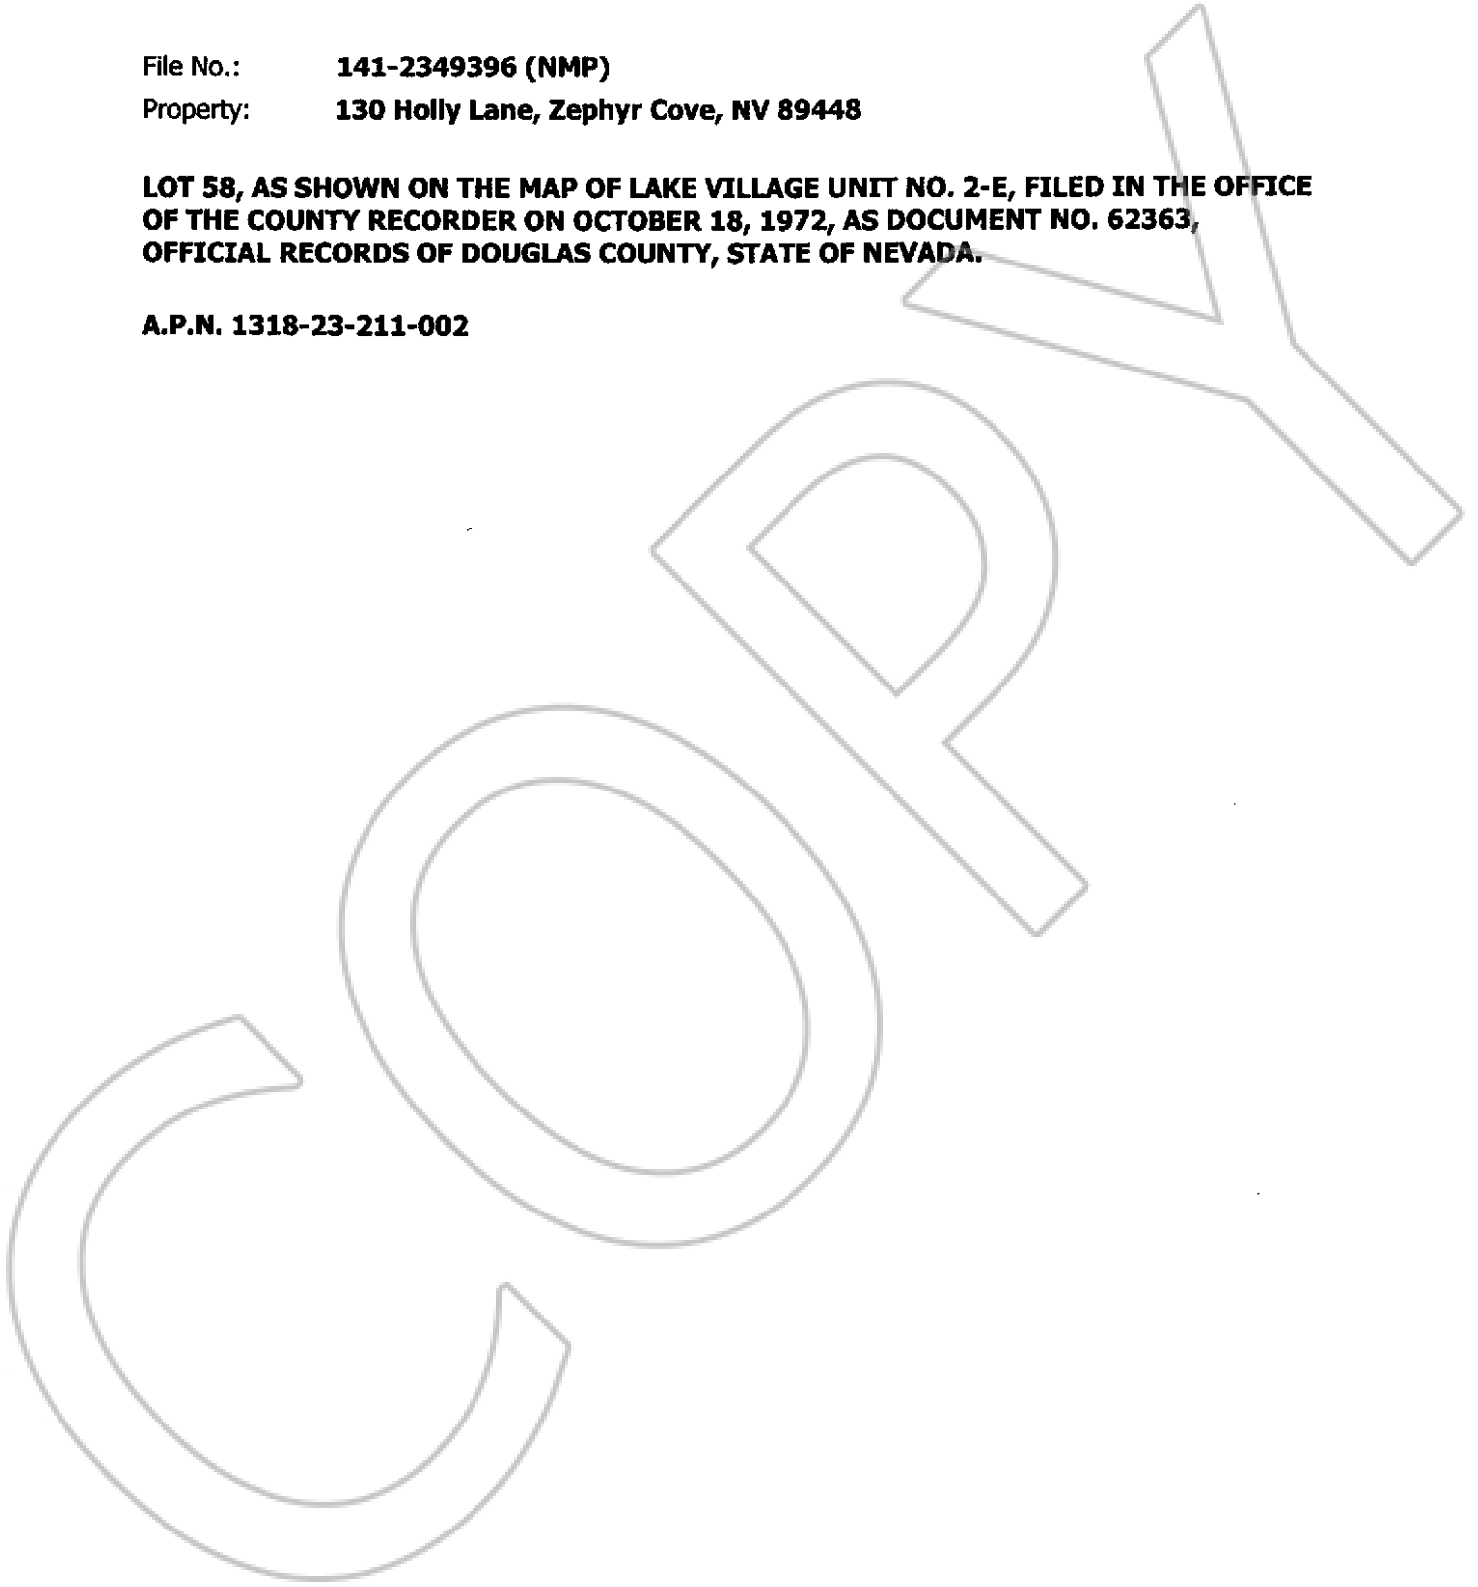 File No.: 141-2349396 (NMP)
Property: 130 Holly Lane, Zephyr Cove, NV 89448
LOT 58, AS SHOWN ON THE MAP OF LAKE VILLAGE UNIT NO. 2-E, FILED IN THE OFFICE
OF THE COUNTY RECORDER ON OCTOBER 18, 1972, AS DOCUMENT NO. 62363,
OFFICIAL RECORDS OF DOUGLAS COUNTY, STATE OF NEVADA.
A.P.N. 1318-23-211-002
COPY